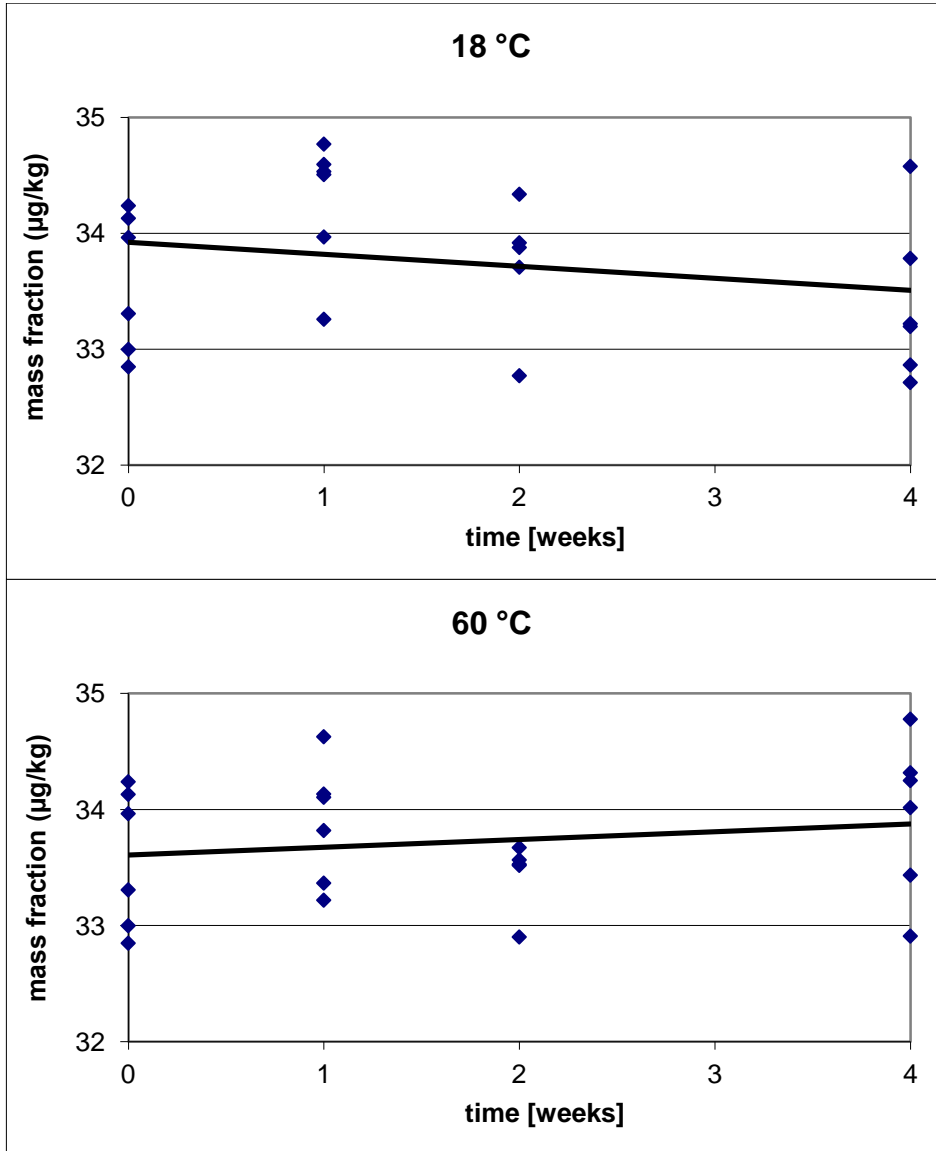 18 °C
35
34
33
32
mass fraction (µg/kg)
0 1 2 3 4
time [weeks]
60 °C
35
34
33
32
mass fraction (µg/kg)
0 1 2 3 4
time [weeks]